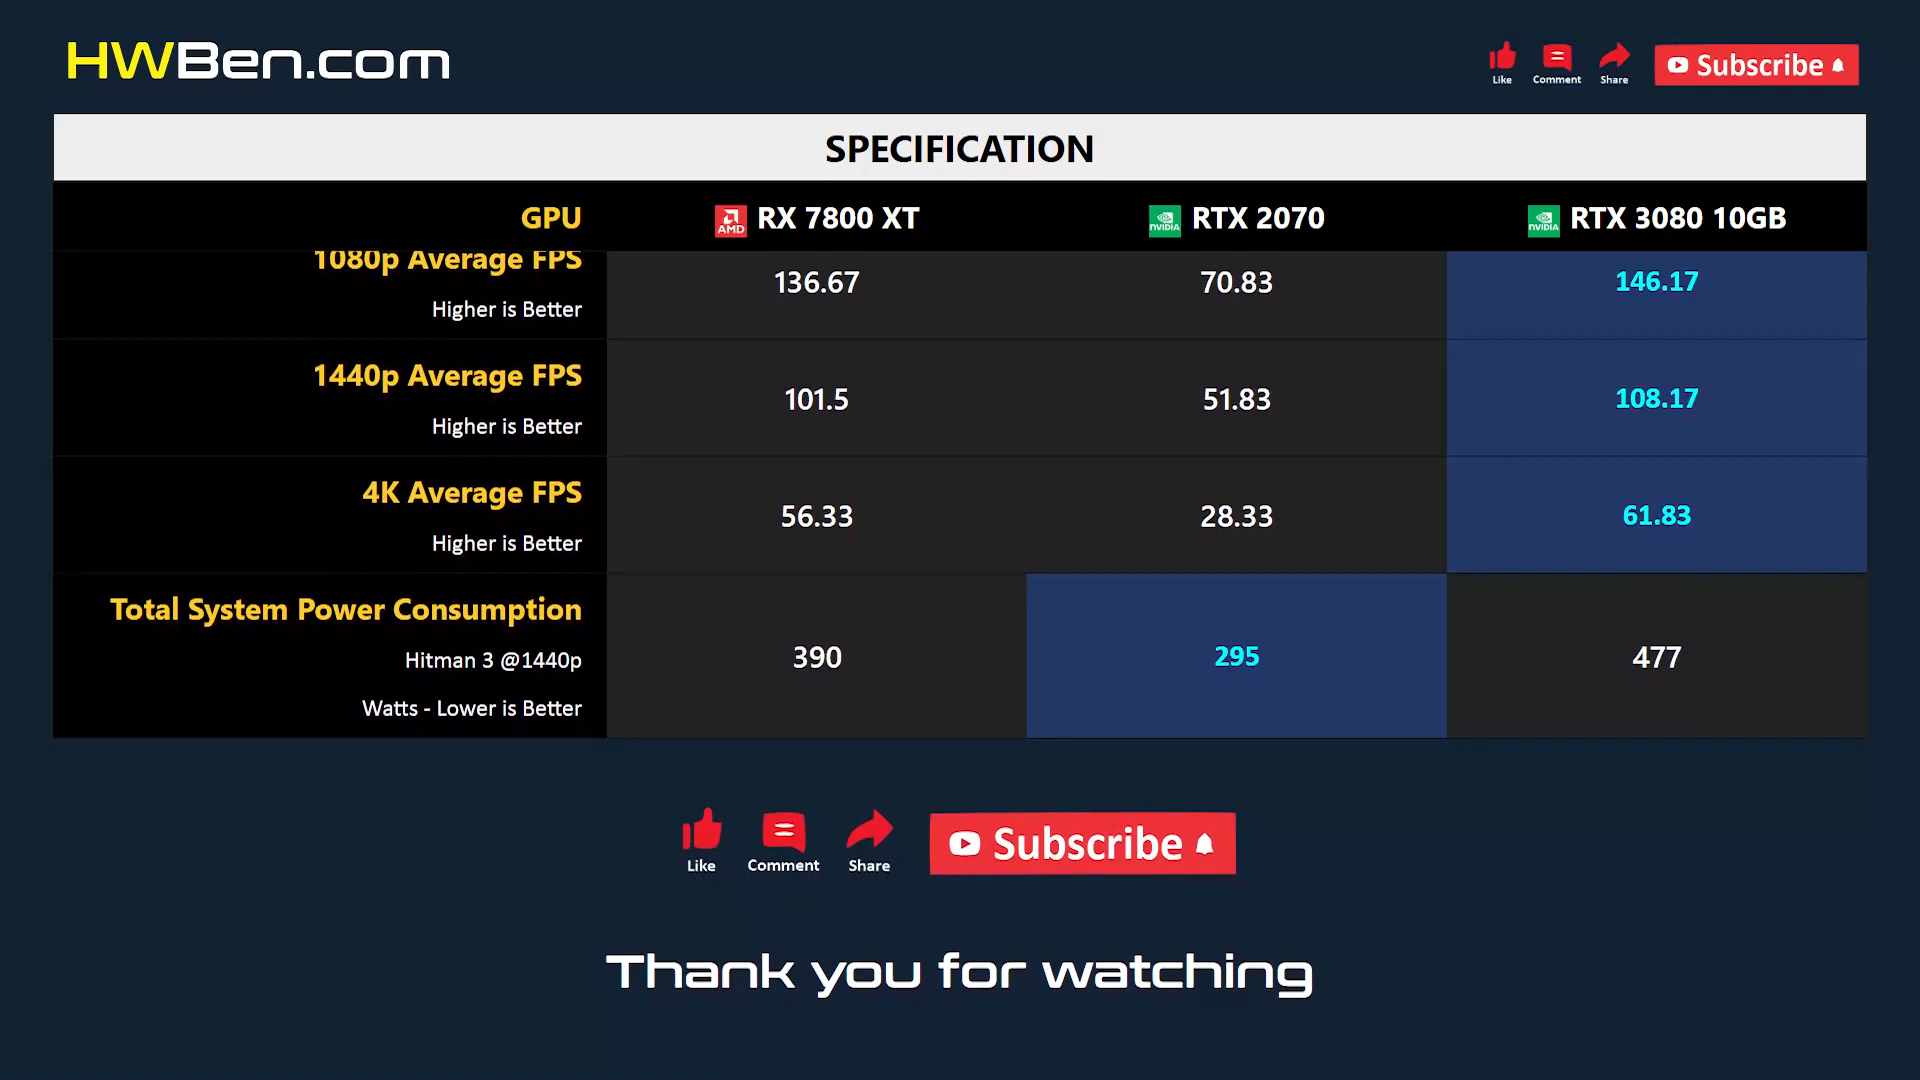 HWBen.com
Like Comment Share Subscribe
SPECIFICATION
GPU AMD RX 7800 XT NVIDIA RTX 2070 NVIDIA RTX 3080 10GB
1080p Average FPS
Higher is Better
136.67 70.83 146.17
1440p Average FPS
Higher is Better
101.5 51.83 108.17
4K Average FPS
Higher is Better
56.33 28.33 61.83
Total System Power Consumption
Hitman 3 @1440p
Watts - Lower is Better
390 295 477
Like Comment Share Subscribe
Thank you for watching